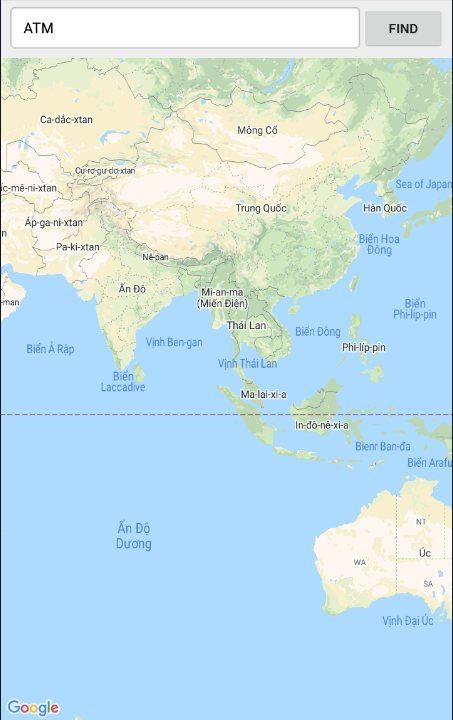 ATM
FIND
Ca-dắc-xtan
Mông Cổ
Cư-rơ-gư-dơ-xtan
ic-mê-ni-xtan
Sea of Japan
Trung Quốc
Hàn Quốc
Áp-ga-ni-xtan
n
Pa-ki-xtan
Biển Hoa
Đông
Nê-pan
Ấn Độ
Mi-an-ma
(Miến Điện)
-man
Biển
Phi-líp-pin
Thái Lan
Biển Đông
Vịnh Ben-gan
Biển Ả Rập
Phi-líp-pin
Vịnh Thái Lan
Biển
Laccadive
Ma-lai-xi-a
In-đô-nê-xi-a
Bienr Ban-đa
Biển Arafu
Ấn Độ
Dương
NT
Úc
WA
SA
Vịnh Đại Úc
Google